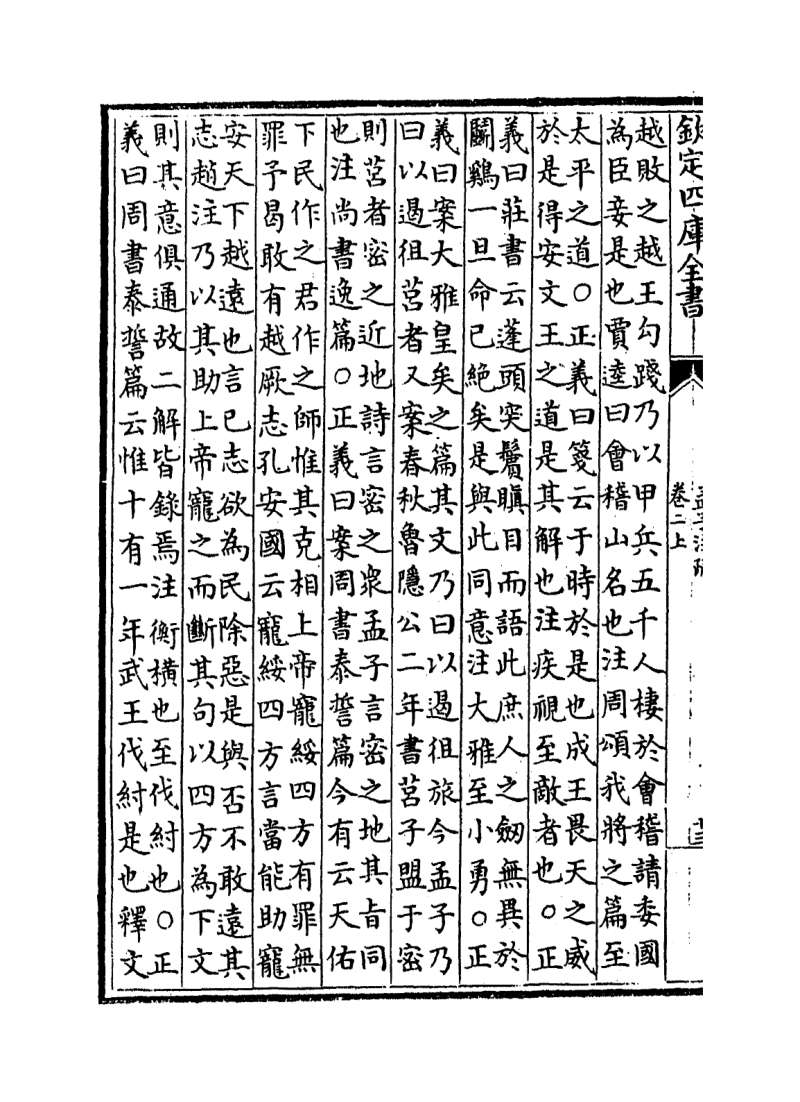 欽定四庫全書
卷二上
越敗之越王勾踐乃以甲兵五千人棲於會稽請委國
為臣妾是也賈逵曰會稽山名也注周頌我將之篇至
太平之道○正義曰箋云于時於是也成王畏天之威
於是得安文王之道是其解也注疾視至敵者也○正
義曰莊書云蓬頭突鬢瞋目而語此庶人之劒無異於
鬭鷄一旦命已絕矣是與此同意注大雅至小勇○正
義曰案大雅皇矣之篇其文乃曰以遏徂旅今孟子乃
曰以遏徂莒者又案春秋魯隱公二年書莒子盟于密
則莒者密之近地詩言密之衆孟子言密之地其㫖同
也注尚書逸篇○正義曰案周書泰誓篇今有云天佑
下民作之君作之師惟其克相上帝寵綏四方有罪無
罪予曷敢有越厥志孔安國云寵綏四方言當能助寵
安天下越遠也言已志欲為民除惡是與否不敢遠其
志趙注乃以其助上帝寵之而斷其句以四方為下文
則其意俱通故二解皆錄焉注衡横也至伐紂也○正
義曰周書泰誓篇云惟十有一年武王伐紂是也釋文